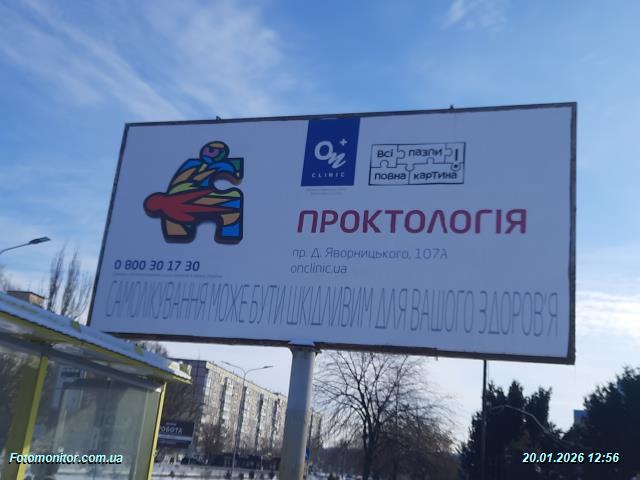 On+
CLINIC
Всі пазли
повна картина!
ПРОКТОЛОГІЯ
пр. Д. Яворницького, 107А
onclinic.ua
0 800 30 17 30
САМОЛІКУВАННЯ МОЖЕ БУТИ ШКІДЛИВИМ ДЛЯ ВАШОГО ЗДОРОВ'Я
РОБОТА
Fotomonitor.com.ua
20.01.2026 12:56